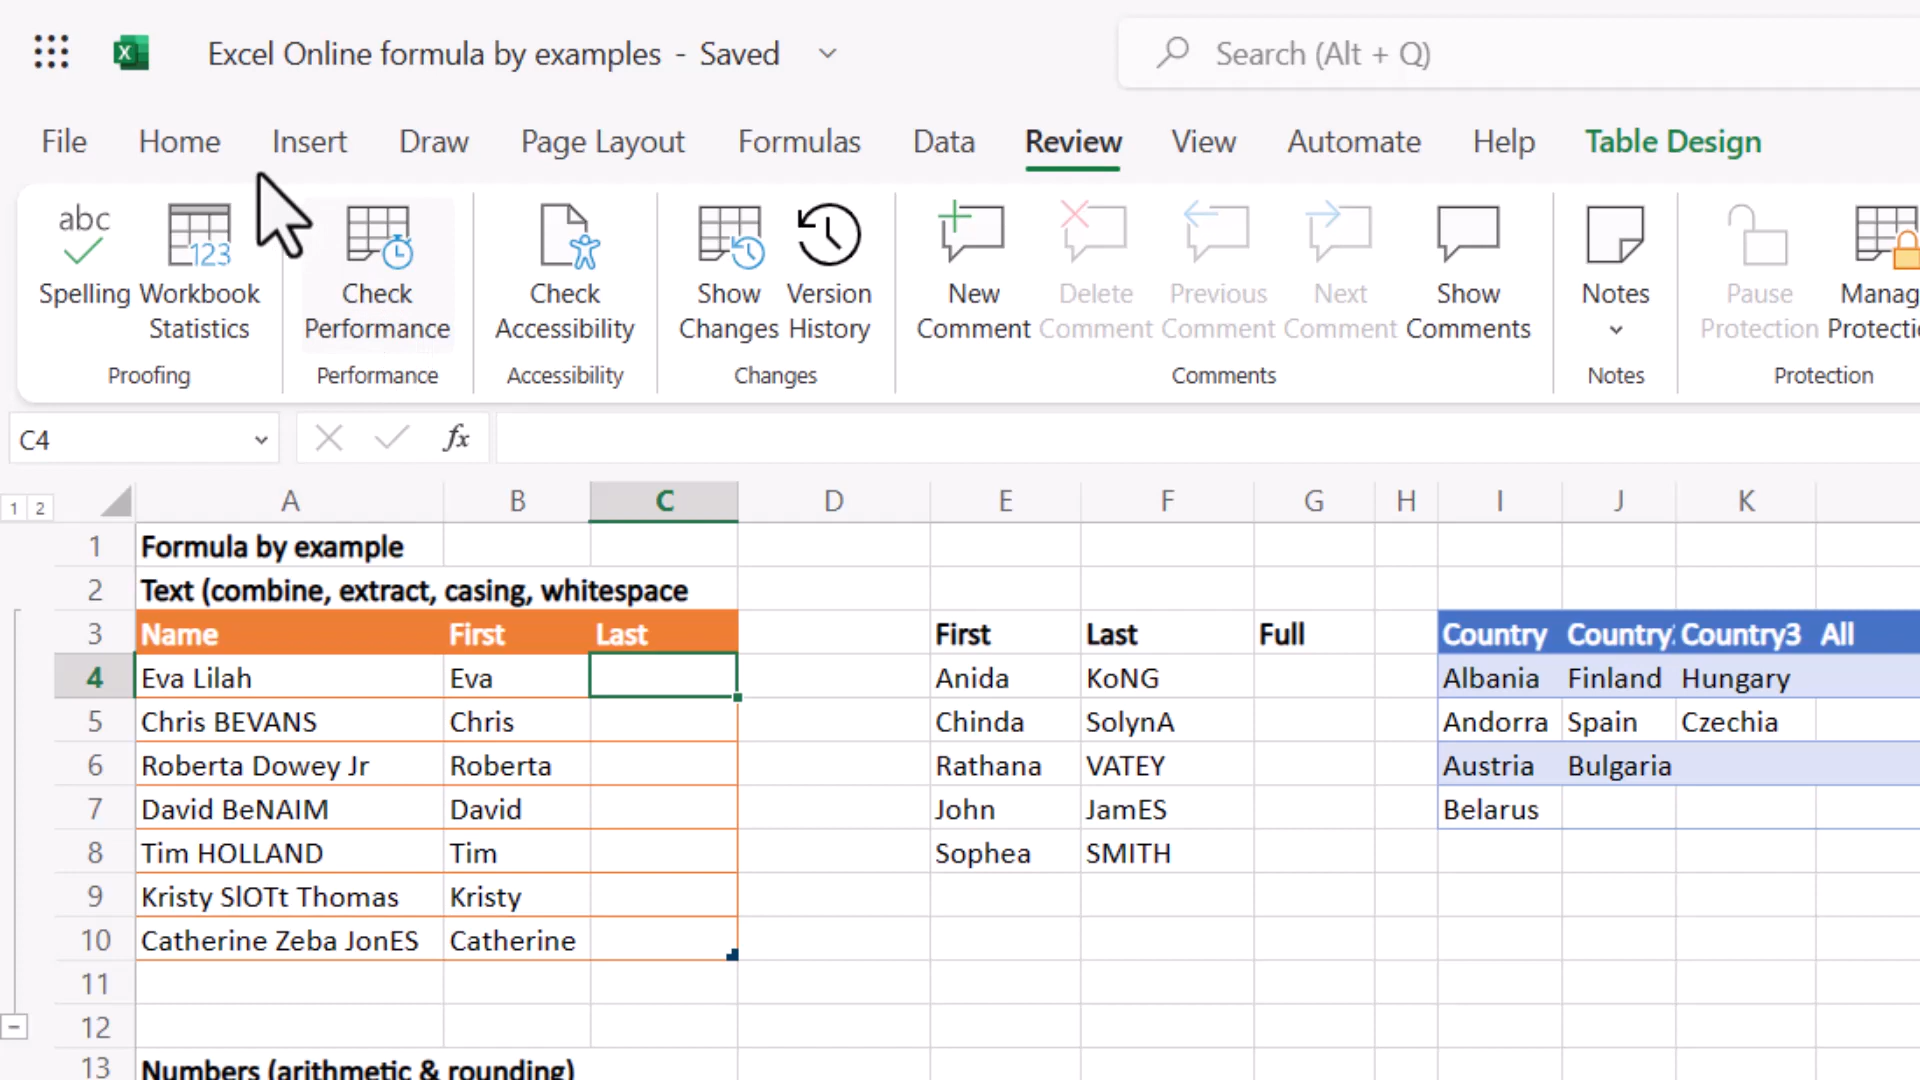 Excel Online formula by examples - Saved
Search (Alt + Q)
File Home Insert Draw Page Layout Formulas Data Review View Automate Help Table Design
abc 123
Spelling Workbook Statistics Check Performance Check Accessibility Show Changes Version History New Comment Delete Comment Previous Comment Next Comment Show Comments Notes Pause Protection
Proofing Performance Accessibility Changes Comments Notes Protection
C4 fx
1 2 A B C D E F G H I J K
1 Formula by example
2 Text (combine, extract, casing, whitespace
3 Name First Last First Last Full Country Country Country3 All
4 Eva Lilah Eva Anida KoNG Albania Finland Hungary
5 Chris BEVANS Chris Chinda SolynA Andorra Spain Czechia
6 Roberta Dowey Jr Roberta Rathana VATEY Austria Bulgaria
7 David BeNAIM David John JamES Belarus
8 Tim HOLLAND Tim Sophea SMITH
9 Kristy SlOTt Thomas Kristy
10 Catherine Zeba JonES Catherine
11
12
13 Numbers (arithmetic & rounding)